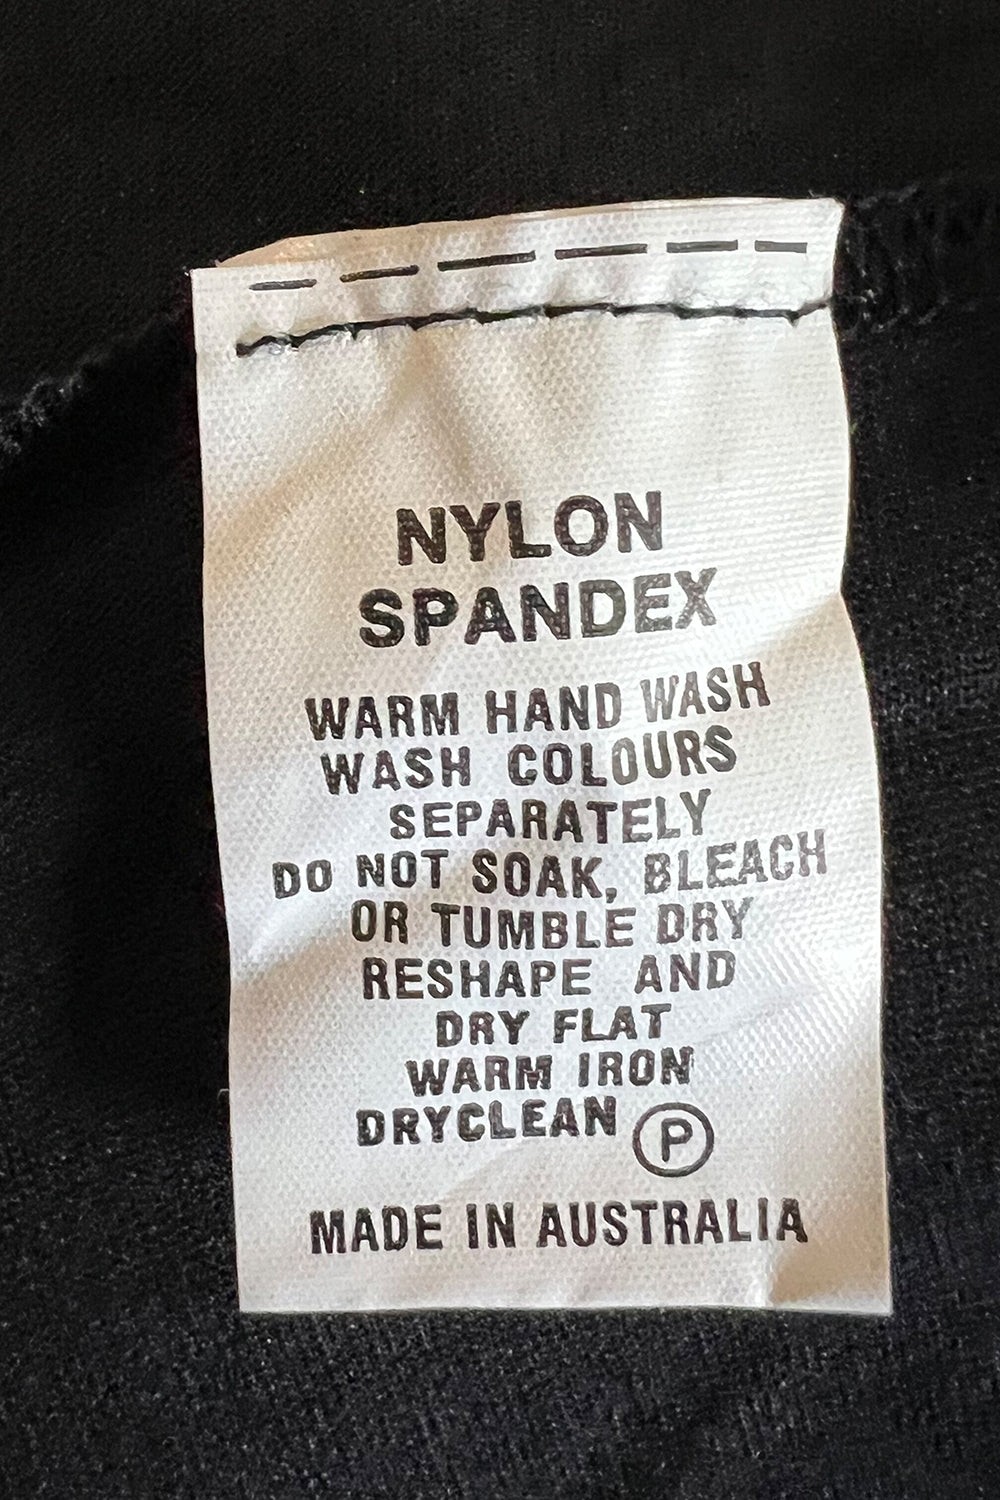 NYLON
SPANDEX
WARM HAND WASH
WASH COLOURS
SEPARATELY
DO NOT SOAK, BLEACH
OR TUMBLE DRY
RESHAPE AND
DRY FLAT
WARM IRON
DRYCLEAN P
MADE IN AUSTRALIA